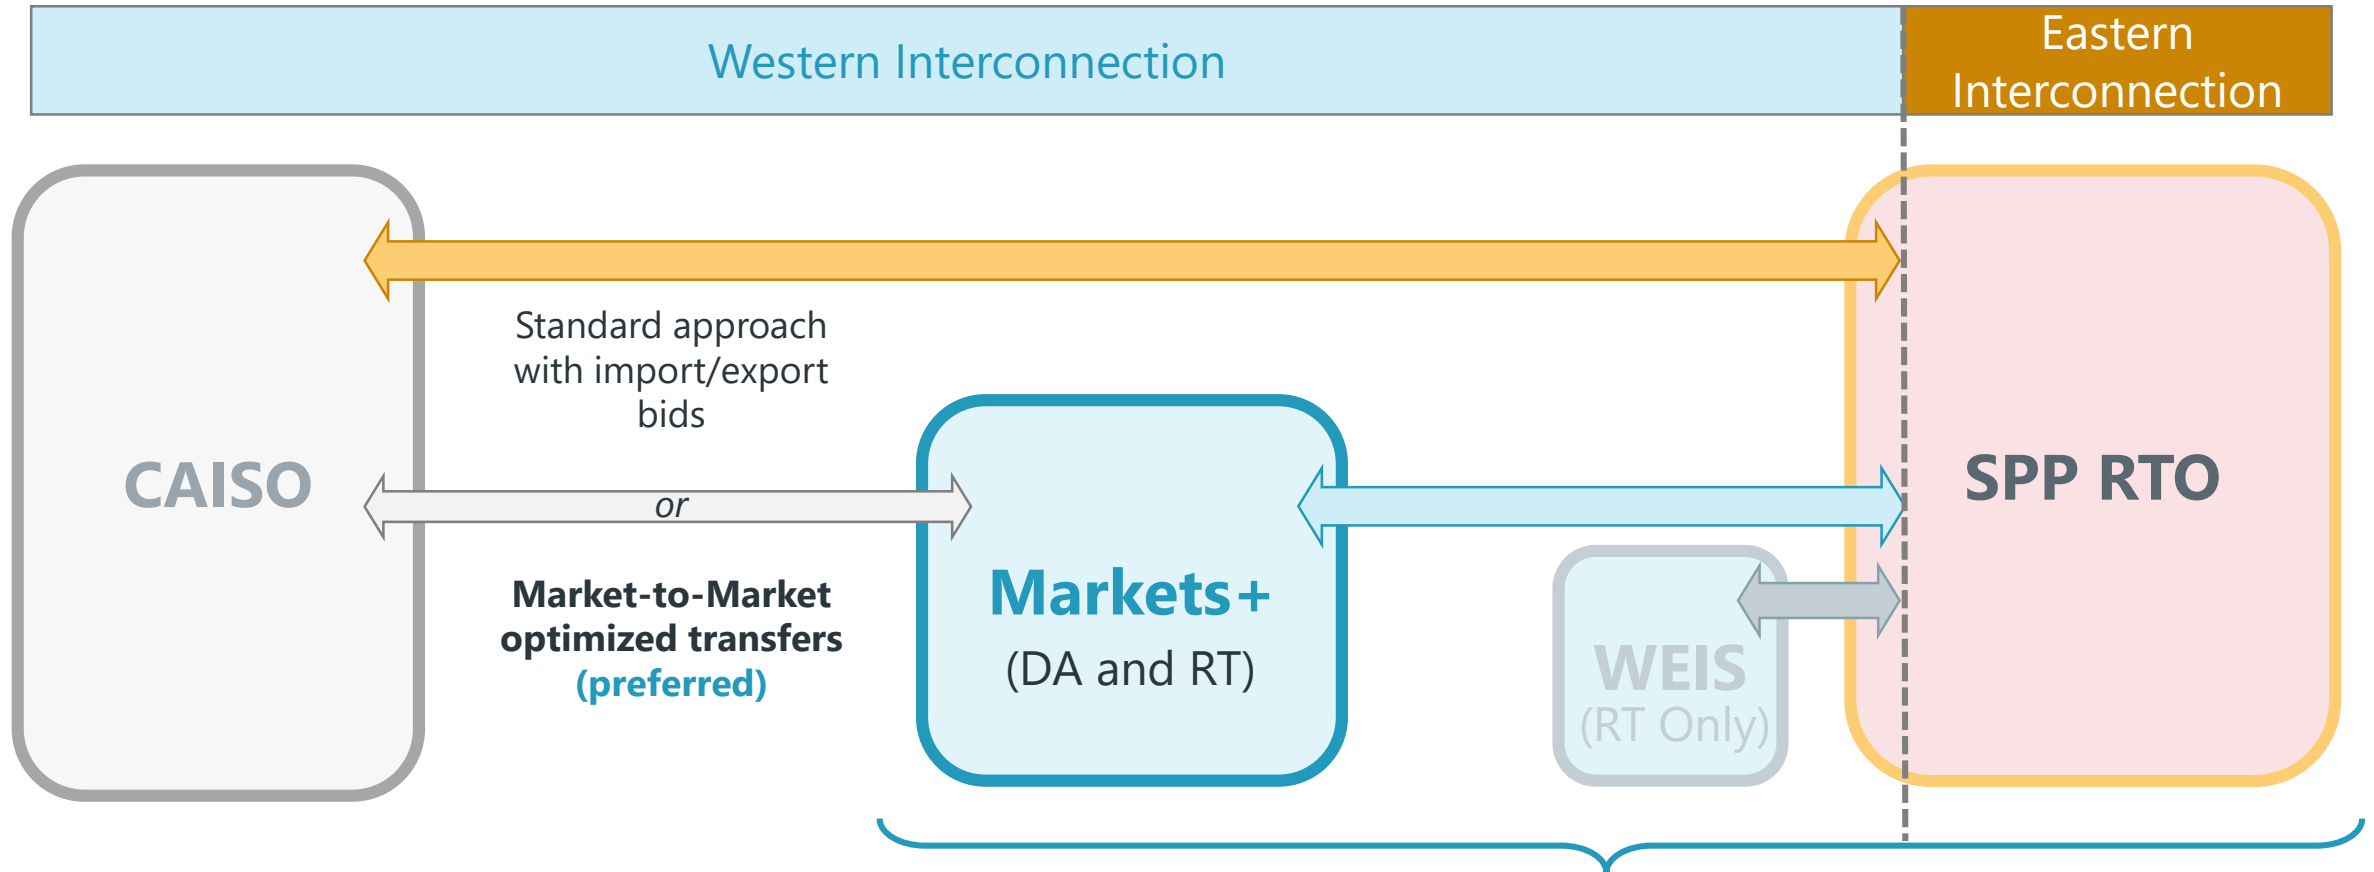 Western Interconnection
Eastern
Interconnection
Standard approach
with import/export
bids
CAISO
or
Market-to-Market
optimized transfers
(preferred)
Markets+
(DA and RT)
WEIS
(RT Only)
SPP RTO